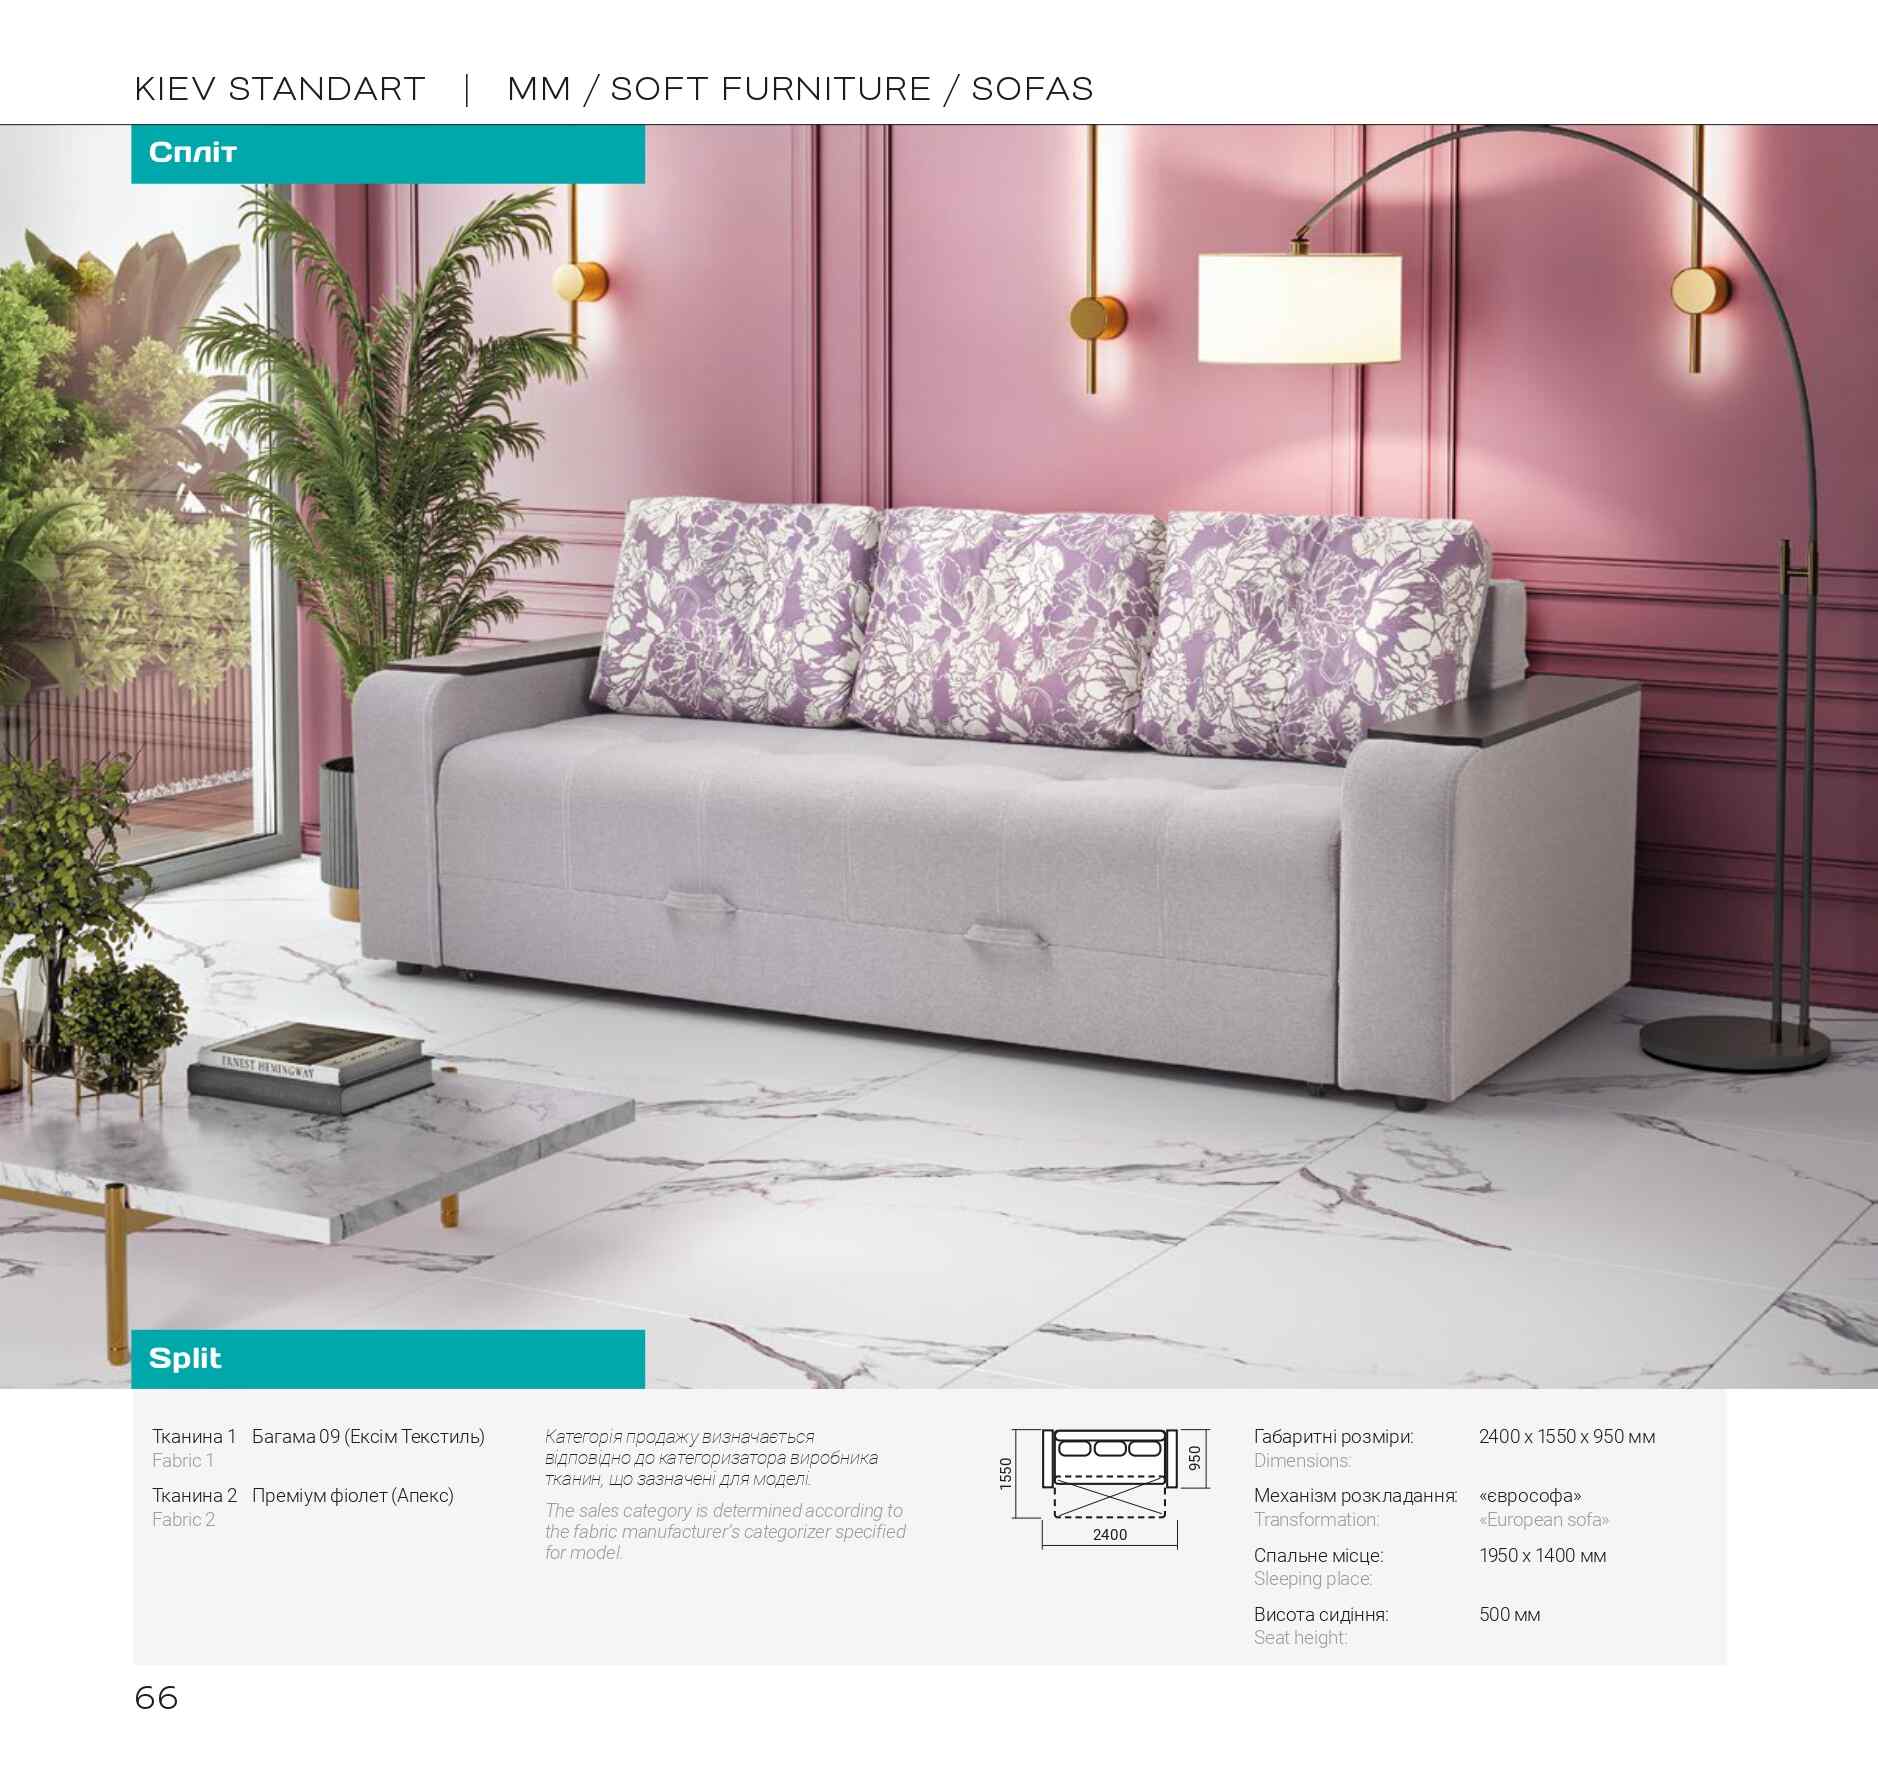 KIEV STANDART | MM / SOFT FURNITURE / SOFAS
Спліт
ERNEST HEMINGWAY
Split
Тканина 1 Багама 09 (Ексім Текстиль)
Fabric 1
Тканина 2 Преміум фіолет (Апекс)
Fabric 2
Категорія продажу визначається
відповідно до категоризатора виробника
тканин, що зазначені для моделі.
The sales category is determined according to
the fabric manufacturer's categorizer specified
for model.
1550
950
2400
Габаритні розміри: 2400 x 1550 x 950 мм
Dimensions:
Механізм розкладання: «єврософа»
Transformation: «European sofa»
Спальне місце: 1950 x 1400 мм
Sleeping place:
Висота сидіння: 500 мм
Seat height:
66